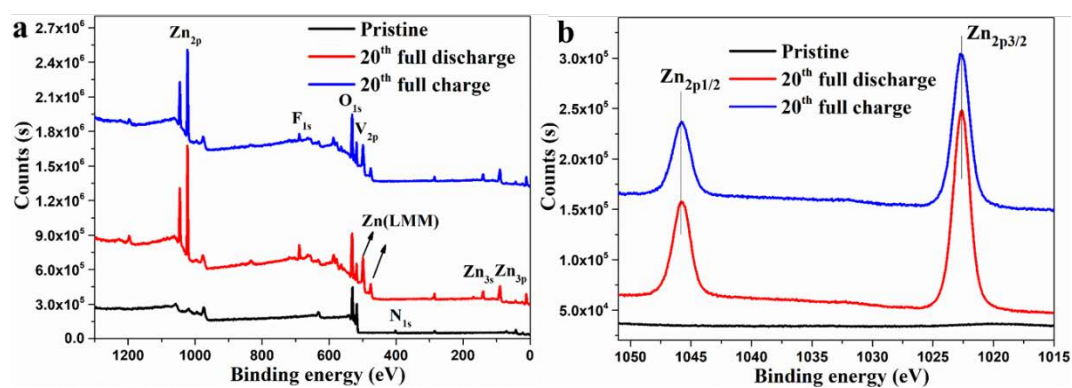 a
Zn2p
Pristine
20th full discharge
20th full charge
F1s
O1s
V2p
Zn(LMM)
Zn3s Zn3p
N1s
Counts (s)
2.7x10^6
2.4x10^6
2.1x10^6
1.8x10^6
1.5x10^6
1.2x10^6
9.0x10^5
6.0x10^5
3.0x10^5
0.0
1200 1000 800 600 400 200 0
Binding energy (eV)
b
Pristine
20th full discharge
20th full charge
Zn2p1/2
Zn2p3/2
Counts (s)
3.0x10^5
2.5x10^5
2.0x10^5
1.5x10^5
1.0x10^5
5.0x10^4
1050 1045 1040 1035 1030 1025 1020 1015
Binding energy (eV)